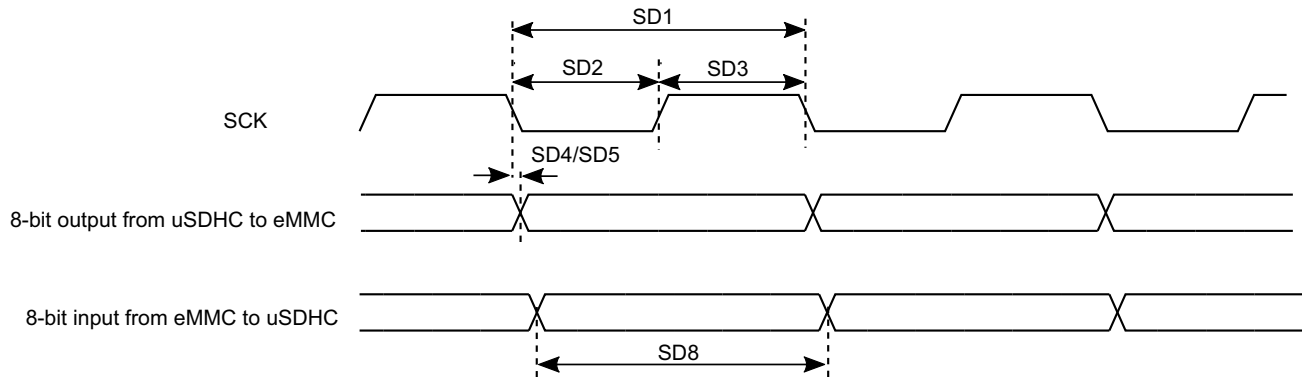 SD1
SD2
SD3
SCK
SD4/SD5
8-bit output from uSDHC to eMMC
8-bit input from eMMC to uSDHC
SD8